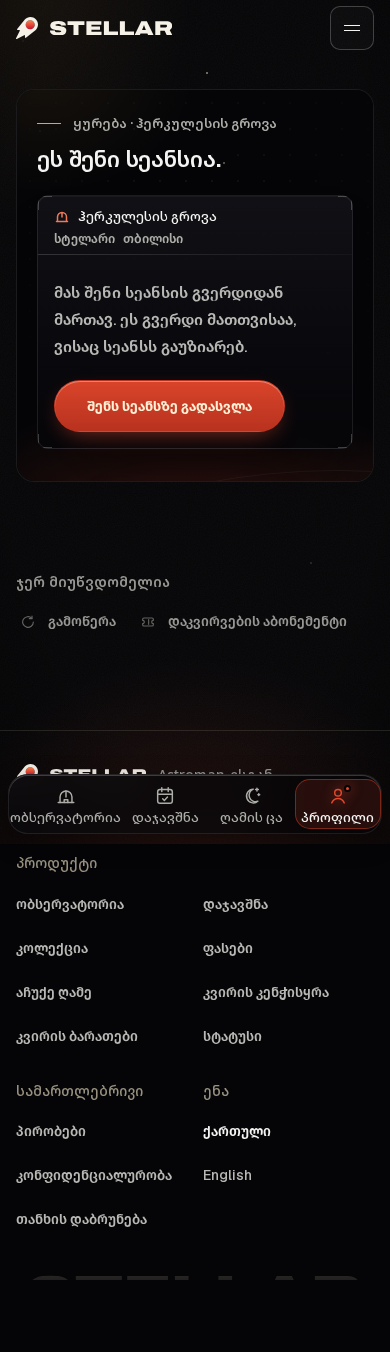 STELLAR
ყურება · ჰერკულესის გროვა
ეს შენი სეანსია.
ჰერკულესის გროვა
სტელარი თბილისი
მას შენი სეანსის გვერდიდან
მართავ. ეს გვერდი მათთვისაა,
ვისაც სეანსს გაუზიარებ.
შენს სეანსზე გადასვლა
ჯერ მიუწვდომელია
გამოწერა
დაკვირვების აბონემენტი
STELLAR
ობსერვატორია
დაჯავშნა
ღამის ცა
პროფილი
პროდუქტი
ობსერვატორია
დაჯავშნა
კოლექცია
ფასები
აჩუქე ღამე
კვირის კენჭისყრა
კვირის ბარათები
სტატუსი
სამართლებრივი
ენა
პირობები
ქართული
კონფიდენციალურობა
English
თანხის დაბრუნება